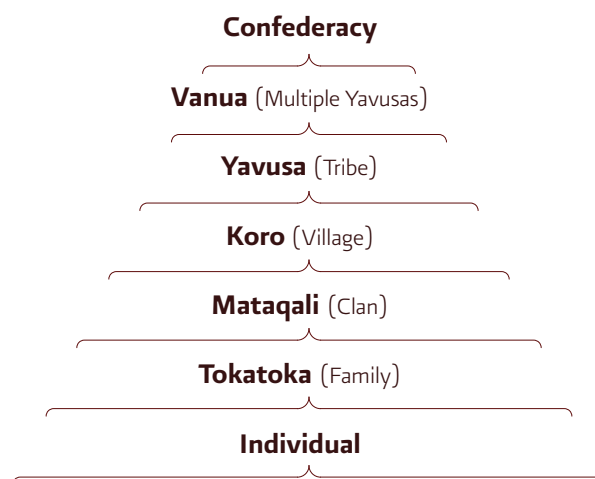 Confederacy
Vanua (Multiple Yavusas)
Yavusa (Tribe)
Koro (Village)
Mataqali (Clan)
Tokatoka (Family)
Individual